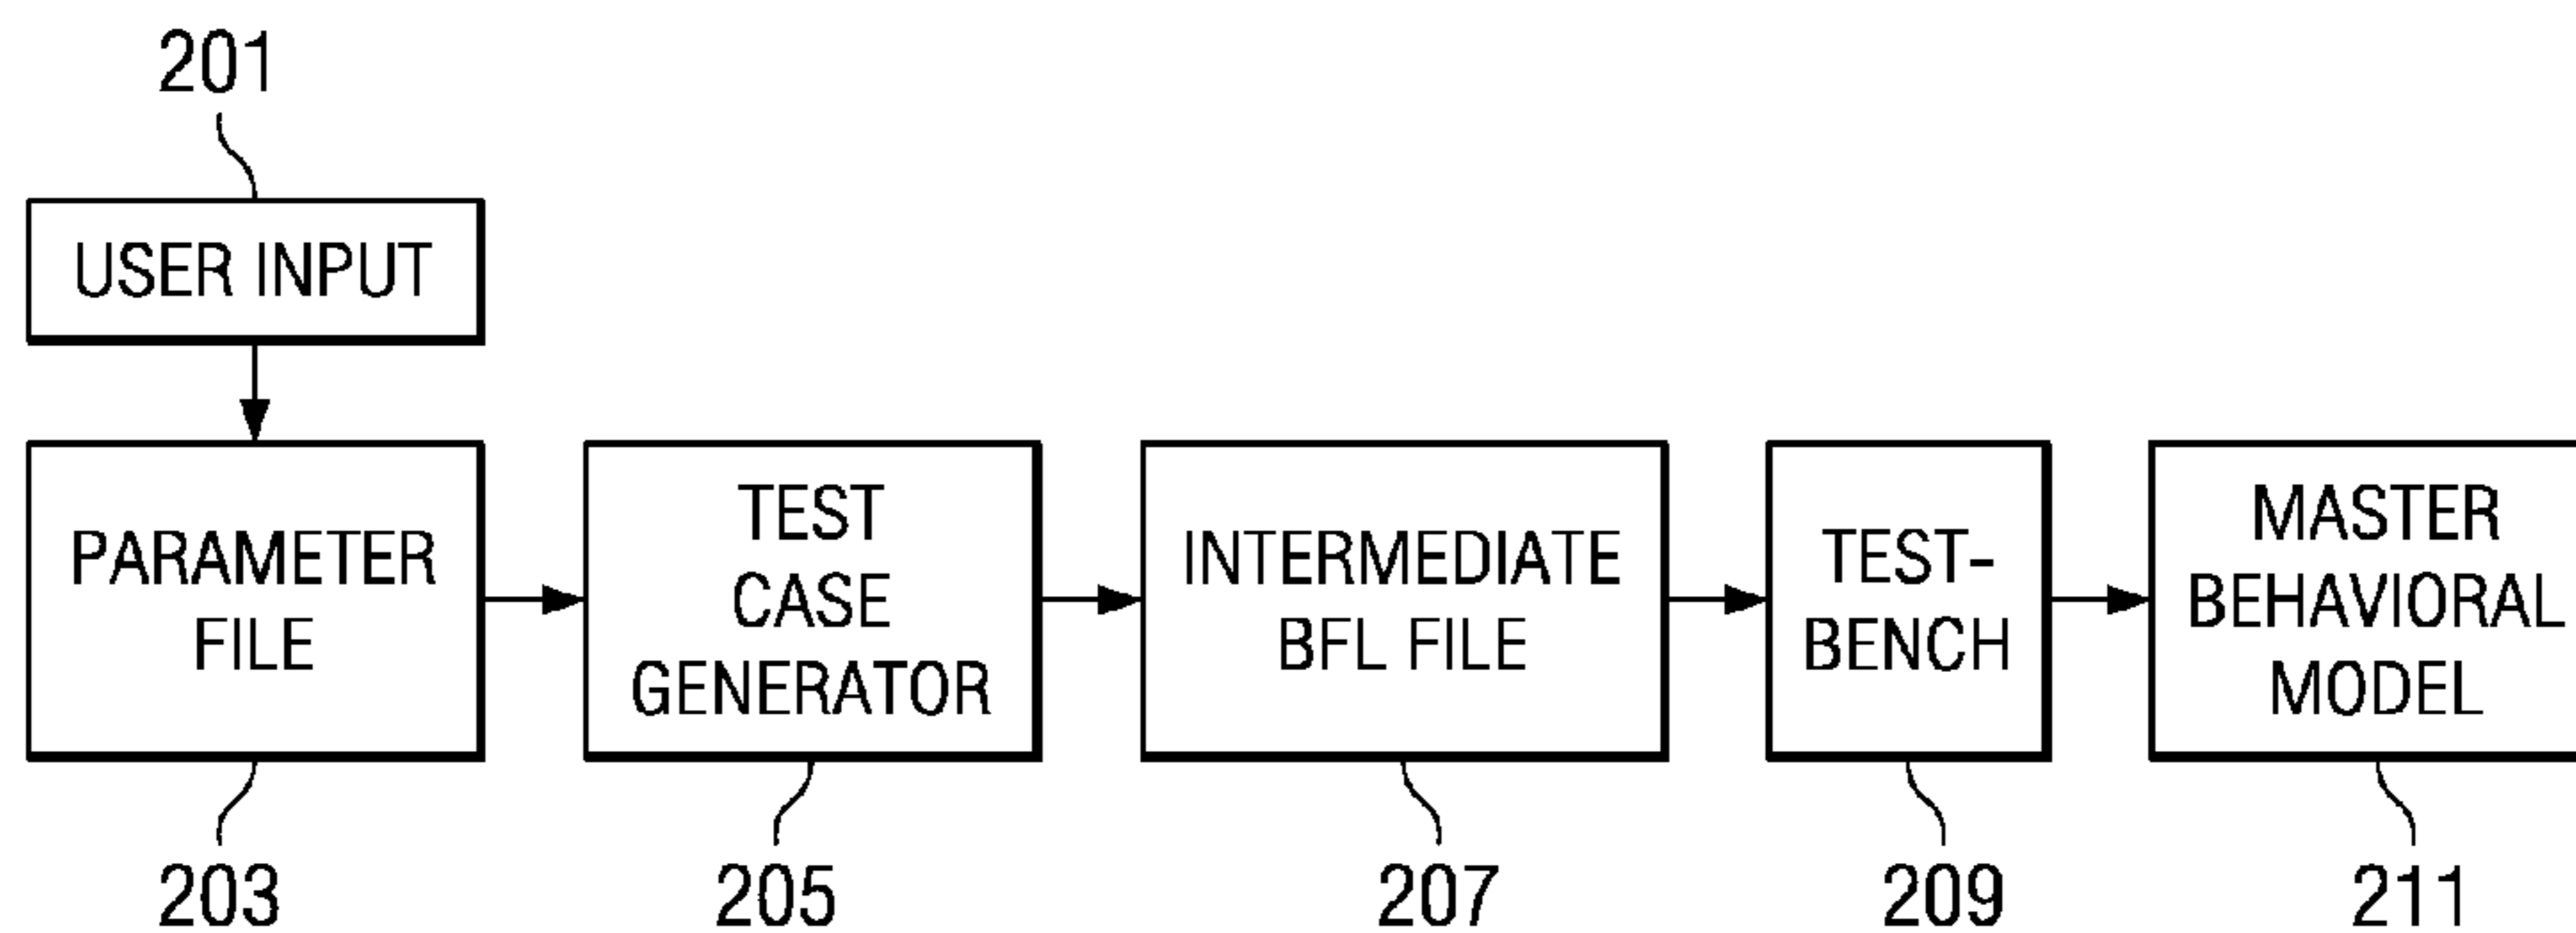 201
USER INPUT
PARAMETER
FILE
TEST
CASE
GENERATOR
INTERMEDIATE
BFL FILE
TEST-
BENCH
MASTER
BEHAVIORAL
MODEL
203
205
207
209
211